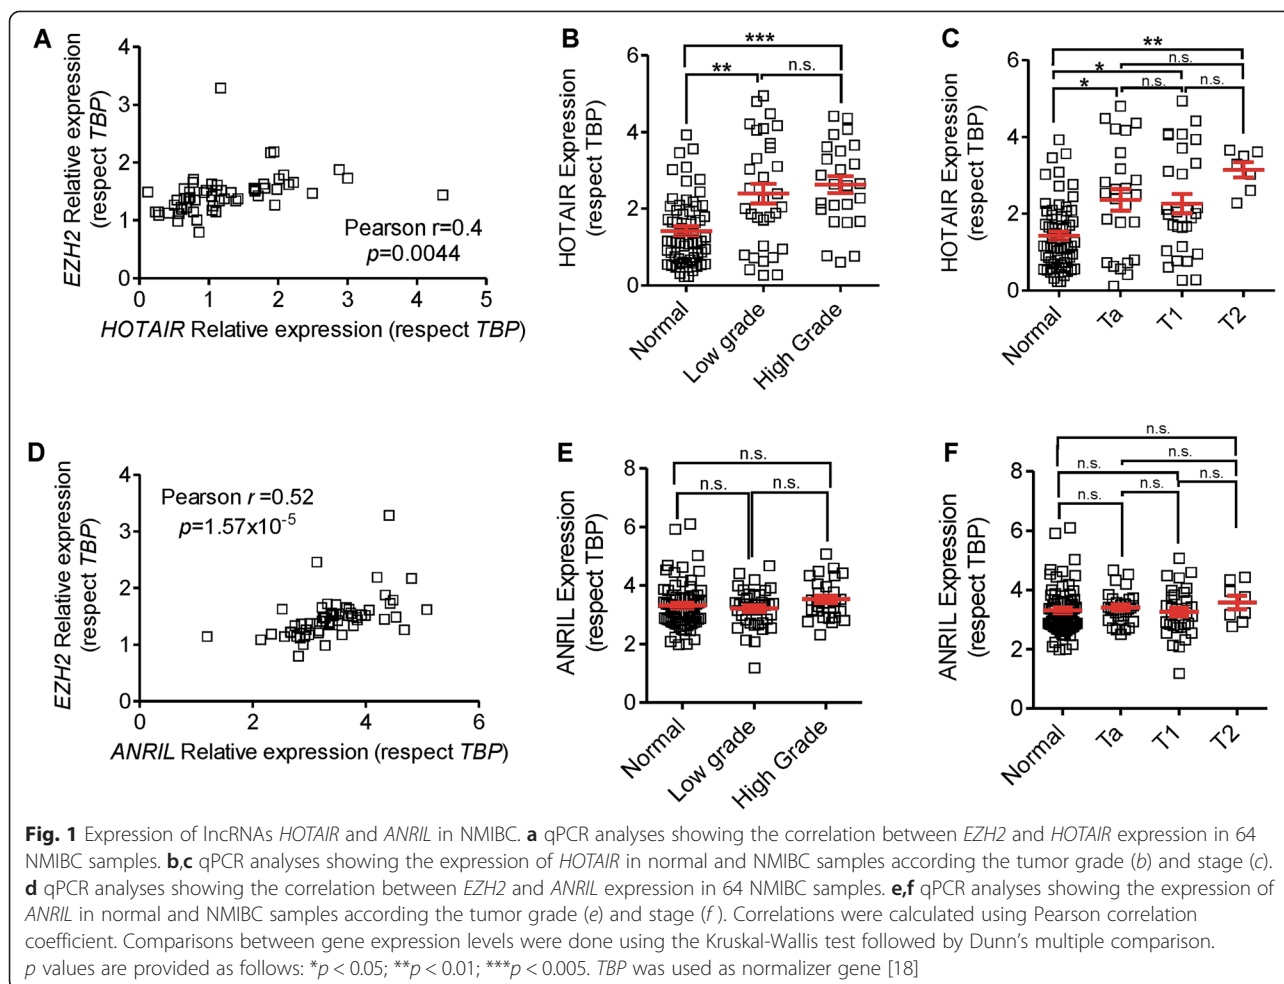 A
EZH2 Relative expression
(respect TBP)
4
3
2
1
0
0 1 2 3 4 5
Pearson r=0.4
p=0.0044
HOTAIR Relative expression (respect TBP)
B
HOTAIR Expression
(respect TBP)
6
4
2
0
***
**
n.s.
Normal
Low grade
High Grade
C
HOTAIR Expression
(respect TBP)
6
4
2
0
**
n.s.
*
*
n.s.
n.s.
Normal
Ta
T1
T2
D
EZH2 Relative expression
(respect TBP)
4
3
2
1
0
0 2 4 6
Pearson r =0.52
p=1.57x10-5
ANRIL Relative expression (respect TBP)
E
ANRIL Expression
(respect TBP)
8
6
4
2
0
n.s.
n.s.
n.s.
Normal
Low grade
High Grade
F
ANRIL Expression
(respect TBP)
8
6
4
2
0
n.s.
n.s.
n.s.
n.s.
n.s.
n.s.
Normal
Ta
T1
T2
Fig. 1 Expression of lncRNAs HOTAIR and ANRIL in NMIBC. a qPCR analyses showing the correlation between EZH2 and HOTAIR expression in 64
NMIBC samples. b,c qPCR analyses showing the expression of HOTAIR in normal and NMIBC samples according the tumor grade (b) and stage (c).
d qPCR analyses showing the correlation between EZH2 and ANRIL expression in 64 NMIBC samples. e,f qPCR analyses showing the expression of
ANRIL in normal and NMIBC samples according the tumor grade (e) and stage (f ). Correlations were calculated using Pearson correlation
coefficient. Comparisons between gene expression levels were done using the Kruskal-Wallis test followed by Dunn's multiple comparison.
p values are provided as follows: *p < 0.05; **p < 0.01; ***p < 0.005. TBP was used as normalizer gene [18]